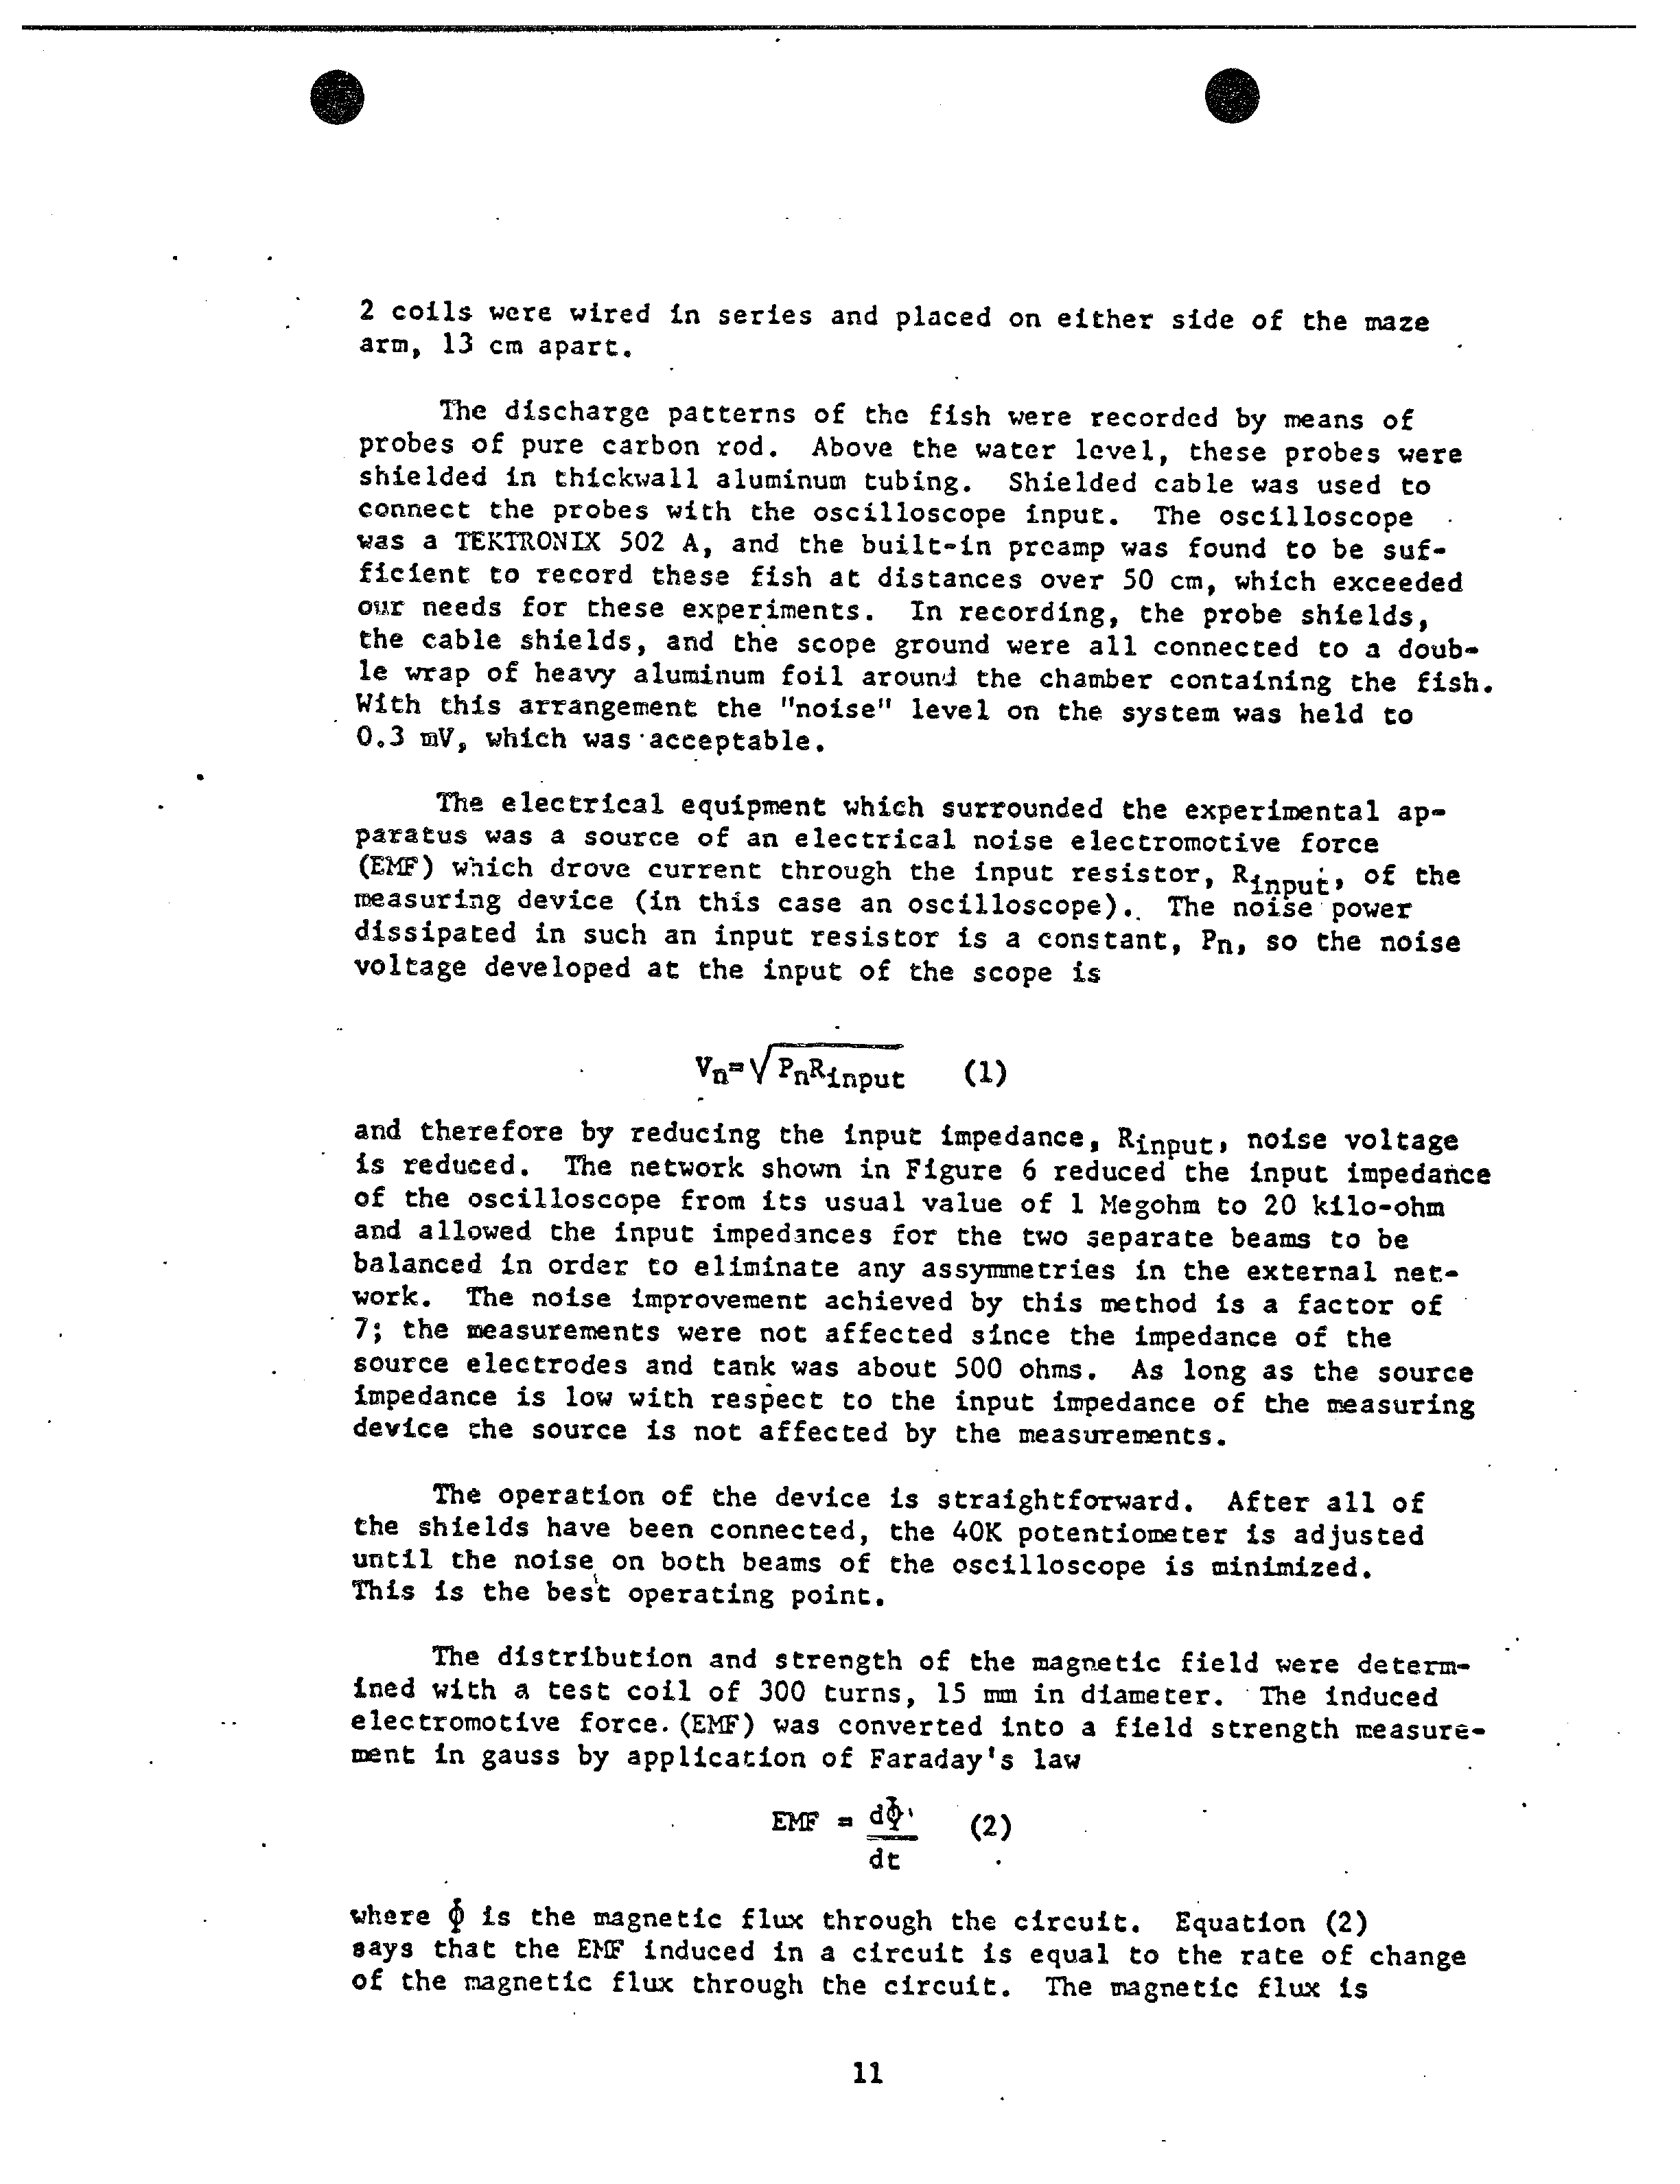 2 coils were wired in series and placed on either side of the maze
arm, 13 cm apart.
The discharge patterns of the fish were recorded by means of
probes of pure carbon rod. Above the water level, these probes were
shielded in thickwall aluminum tubing. Shielded cable was used to
connect the probes with the oscilloscope input. The oscilloscope
was a TEKTRONIX 502 A, and the built-in preamp was found to be suf-
ficient to record these fish at distances over 50 cm, which exceeded
our needs for these experiments. In recording, the probe shields,
the cable shields, and the scope ground were all connected to a doub-
le wrap of heavy aluminum foil around the chamber containing the fish.
With this arrangement the "noise" level on the system was held to
0.3 mV, which was acceptable.
The electrical equipment which surrounded the experimental ap-
paratus was a source of an electrical noise electromotive force
(EMF) which drove current through the input resistor, Rinput, of the
measuring device (in this case an oscilloscope). The noise power
dissipated in such an input resistor is a constant, Pn, so the noise
voltage developed at the input of the scope is
Vn=√PnRinput (1)
and therefore by reducing the input impedance, Rinput, noise voltage
is reduced. The network shown in Figure 6 reduced the input impedance
of the oscilloscope from its usual value of 1 Megohm to 20 kilo-ohm
and allowed the input impedances for the two separate beams to be
balanced in order to eliminate any assymmetries in the external net-
work. The noise improvement achieved by this method is a factor of
7; the measurements were not affected since the impedance of the
source electrodes and tank was about 500 ohms. As long as the source
impedance is low with respect to the input impedance of the measuring
device the source is not affected by the measurements.
The operation of the device is straightforward. After all of
the shields have been connected, the 40K potentiometer is adjusted
until the noise on both beams of the oscilloscope is minimized.
This is the best operating point.
The distribution and strength of the magnetic field were determ-
ined with a test coil of 300 turns, 15 mm in diameter. The induced
electromotive force (EMF) was converted into a field strength measure-
ment in gauss by application of Faraday's law
EMF = dΦ (2)
dt
where Φ is the magnetic flux through the circuit. Equation (2)
says that the EMF induced in a circuit is equal to the rate of change
of the magnetic flux through the circuit. The magnetic flux is
11